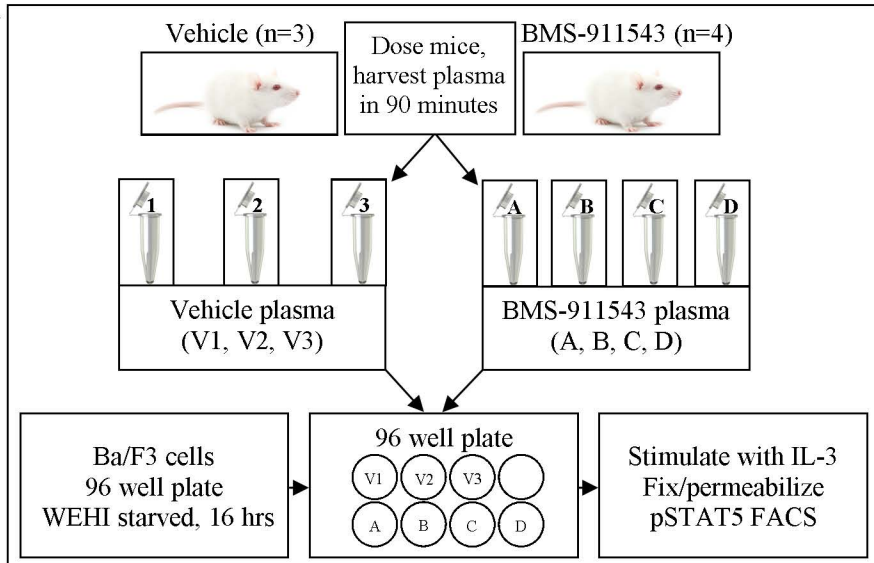 Vehicle (n=3)
Dose mice,
harvest plasma
in 90 minutes
BMS-911543 (n=4)
1
2
3
A
B
C
D
Vehicle plasma
(V1, V2, V3)
BMS-911543 plasma
(A, B, C, D)
Ba/F3 cells
96 well plate
WEHI starved, 16 hrs
96 well plate
V1
V2
V3
A
B
C
D
Stimulate with IL-3
Fix/permeabilize
pSTAT5 FACS